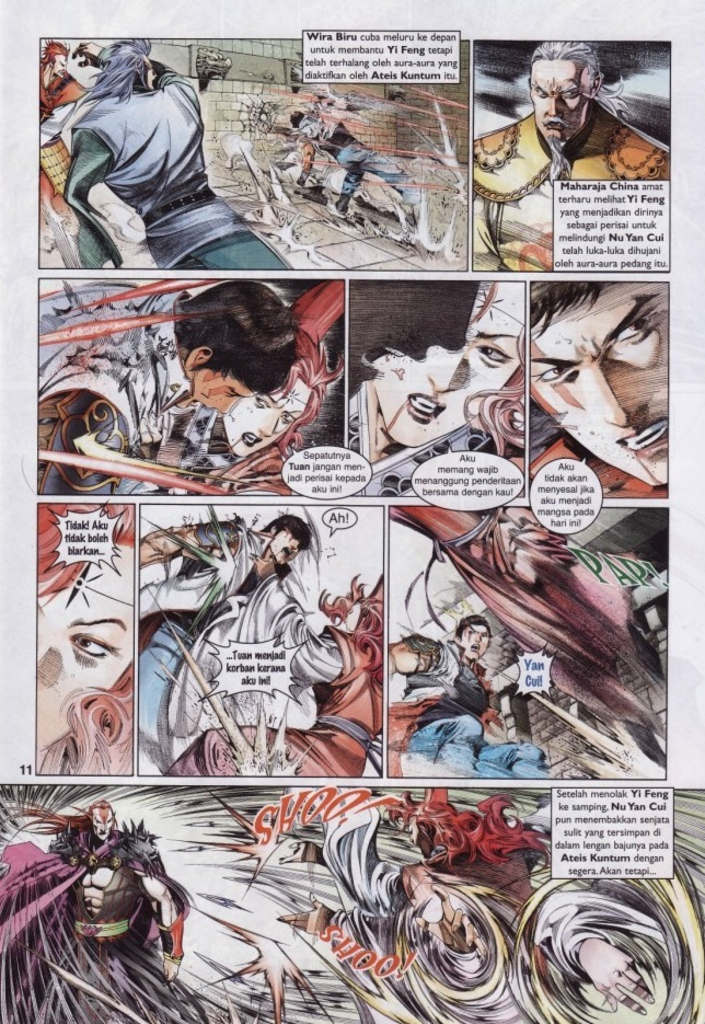 Wira Biru cuba meluru ke depan
untuk membantu Yi Feng tetapi
telah terhalang oleh aura-aura yang
diaktifkan oleh Ateis Kuntum itu.
Maharaja China amat
terharu melihat Yi Feng
yang menjadikan dirinya
sebagai perisai untuk
melindungi Nu Yan Cui
telah luka-luka dihujani
oleh aura-aura pedang itu.
Sepatutnya
Tuan jangan men-
jadi perisai kepada
aku ini!
Aku
memang wajib
menanggung penderitaan
bersama dengan kau!
Aku
tidak akan
menyesal jika
aku menjadi
mangsa pada
hari ini!
Tidak! Aku
tidak boleh
biarkan...
Ah!
...Tuan menjadi
korban kerana
aku ini!
PAP!
Yan
Cui!
11
Setelah menolak Yi Feng
ke samping, Nu Yan Cui
pun menembakkan senjata
sulit yang tersimpan di
dalam lengan bajunya pada
Ateis Kuntum dengan
segera. Akan tetapi...
SHOO!
SHOO!